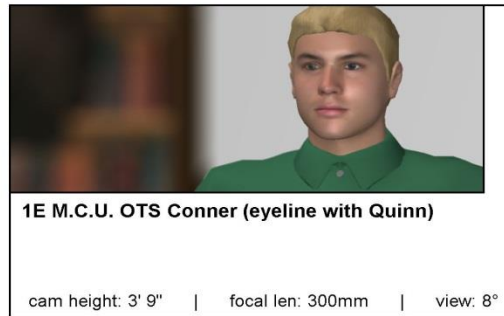 1E M.C.U. OTS Conner (eyeline with Quinn)
cam height: 3' 9" | focal len: 300mm | view: 8°